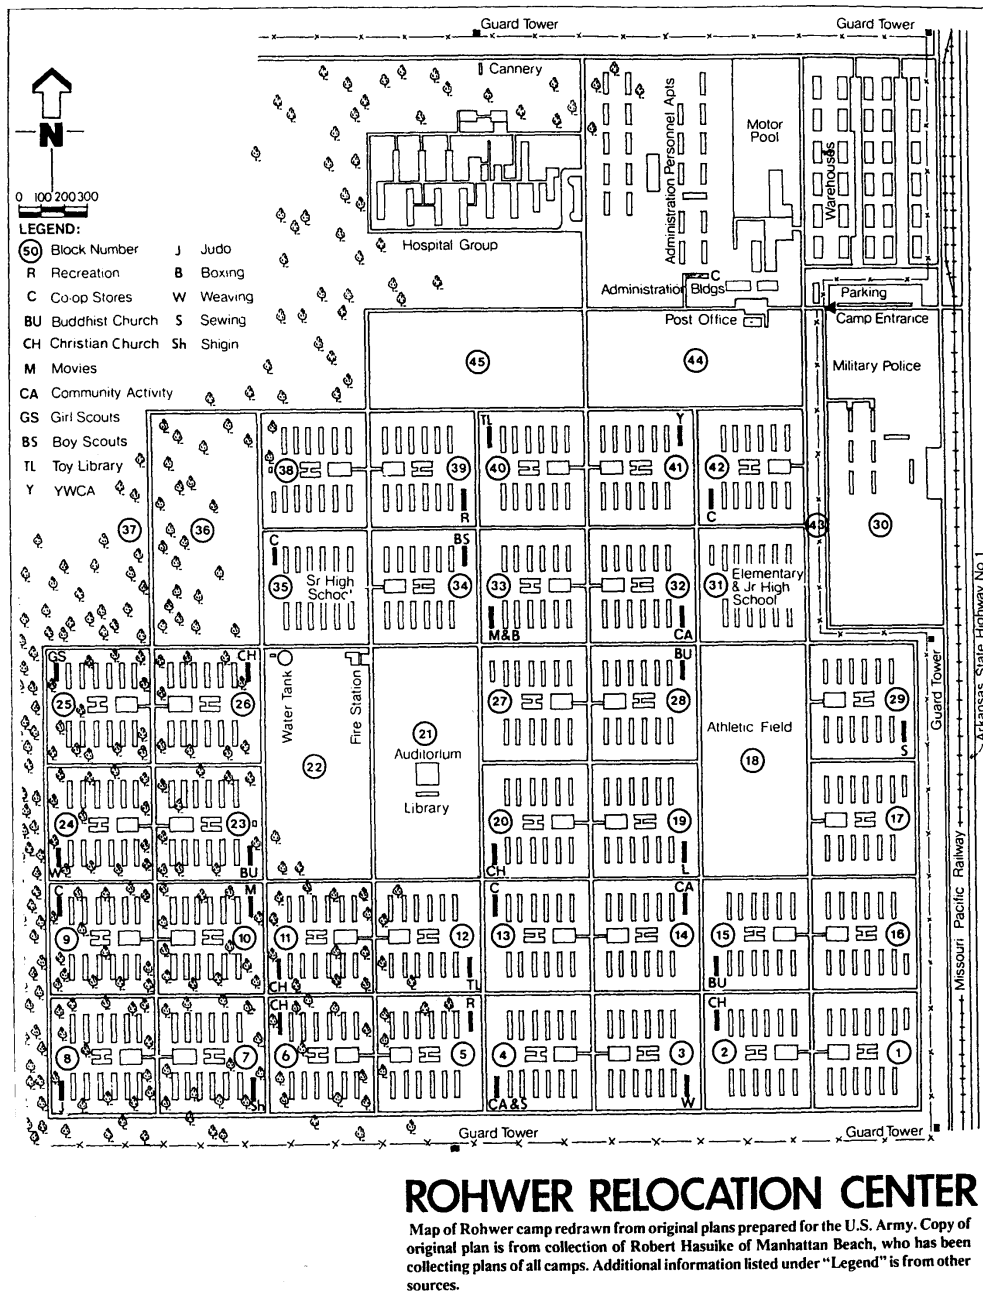 Guard Tower
Guard Tower
Cannery
Administration Personnel Apts
Motor
Pool
Warehouses
N
0 100 200 300
LEGEND:
50 Block Number
J Judo
R Recreation
B Boxing
C Co-op Stores
W Weaving
BU Buddhist Church
S Sewing
CH Christian Church
Sh Shigin
M Movies
CA Community Activity
GS Girl Scouts
BS Boy Scouts
TL Toy Library
Y YWCA
Hospital Group
C
Administration Bldgs
Post Office
Parking
Camp Entrance
Military Police
45
44
TL
Y
38
39
40
41
42
R
C
37
36
43
30
C
BS
35
Sr High
School
34
33
32
31
Elementary
& Jr High
School
M&B
CA
GS
CH
BU
25
26
Water Tank
Fire Station
27
28
29
S
21
Auditorium
Library
22
Athletic Field
18
Guard Tower
Arkansas State Highway No. 1
Missouri Pacific Railway
24
23
20
19
17
W
BU
CH
L
C
M
C
CA
9
10
11
12
13
14
15
16
CH
TL
BU
CH
R
CH
8
7
6
5
4
3
2
1
J
Sh
CA&S
W
Guard Tower
Guard Tower
ROHWER RELOCATION CENTER
Map of Rohwer camp redrawn from original plans prepared for the U.S. Army. Copy of
original plan is from collection of Robert Hasuike of Manhattan Beach, who has been
collecting plans of all camps. Additional information listed under "Legend" is from other
sources.